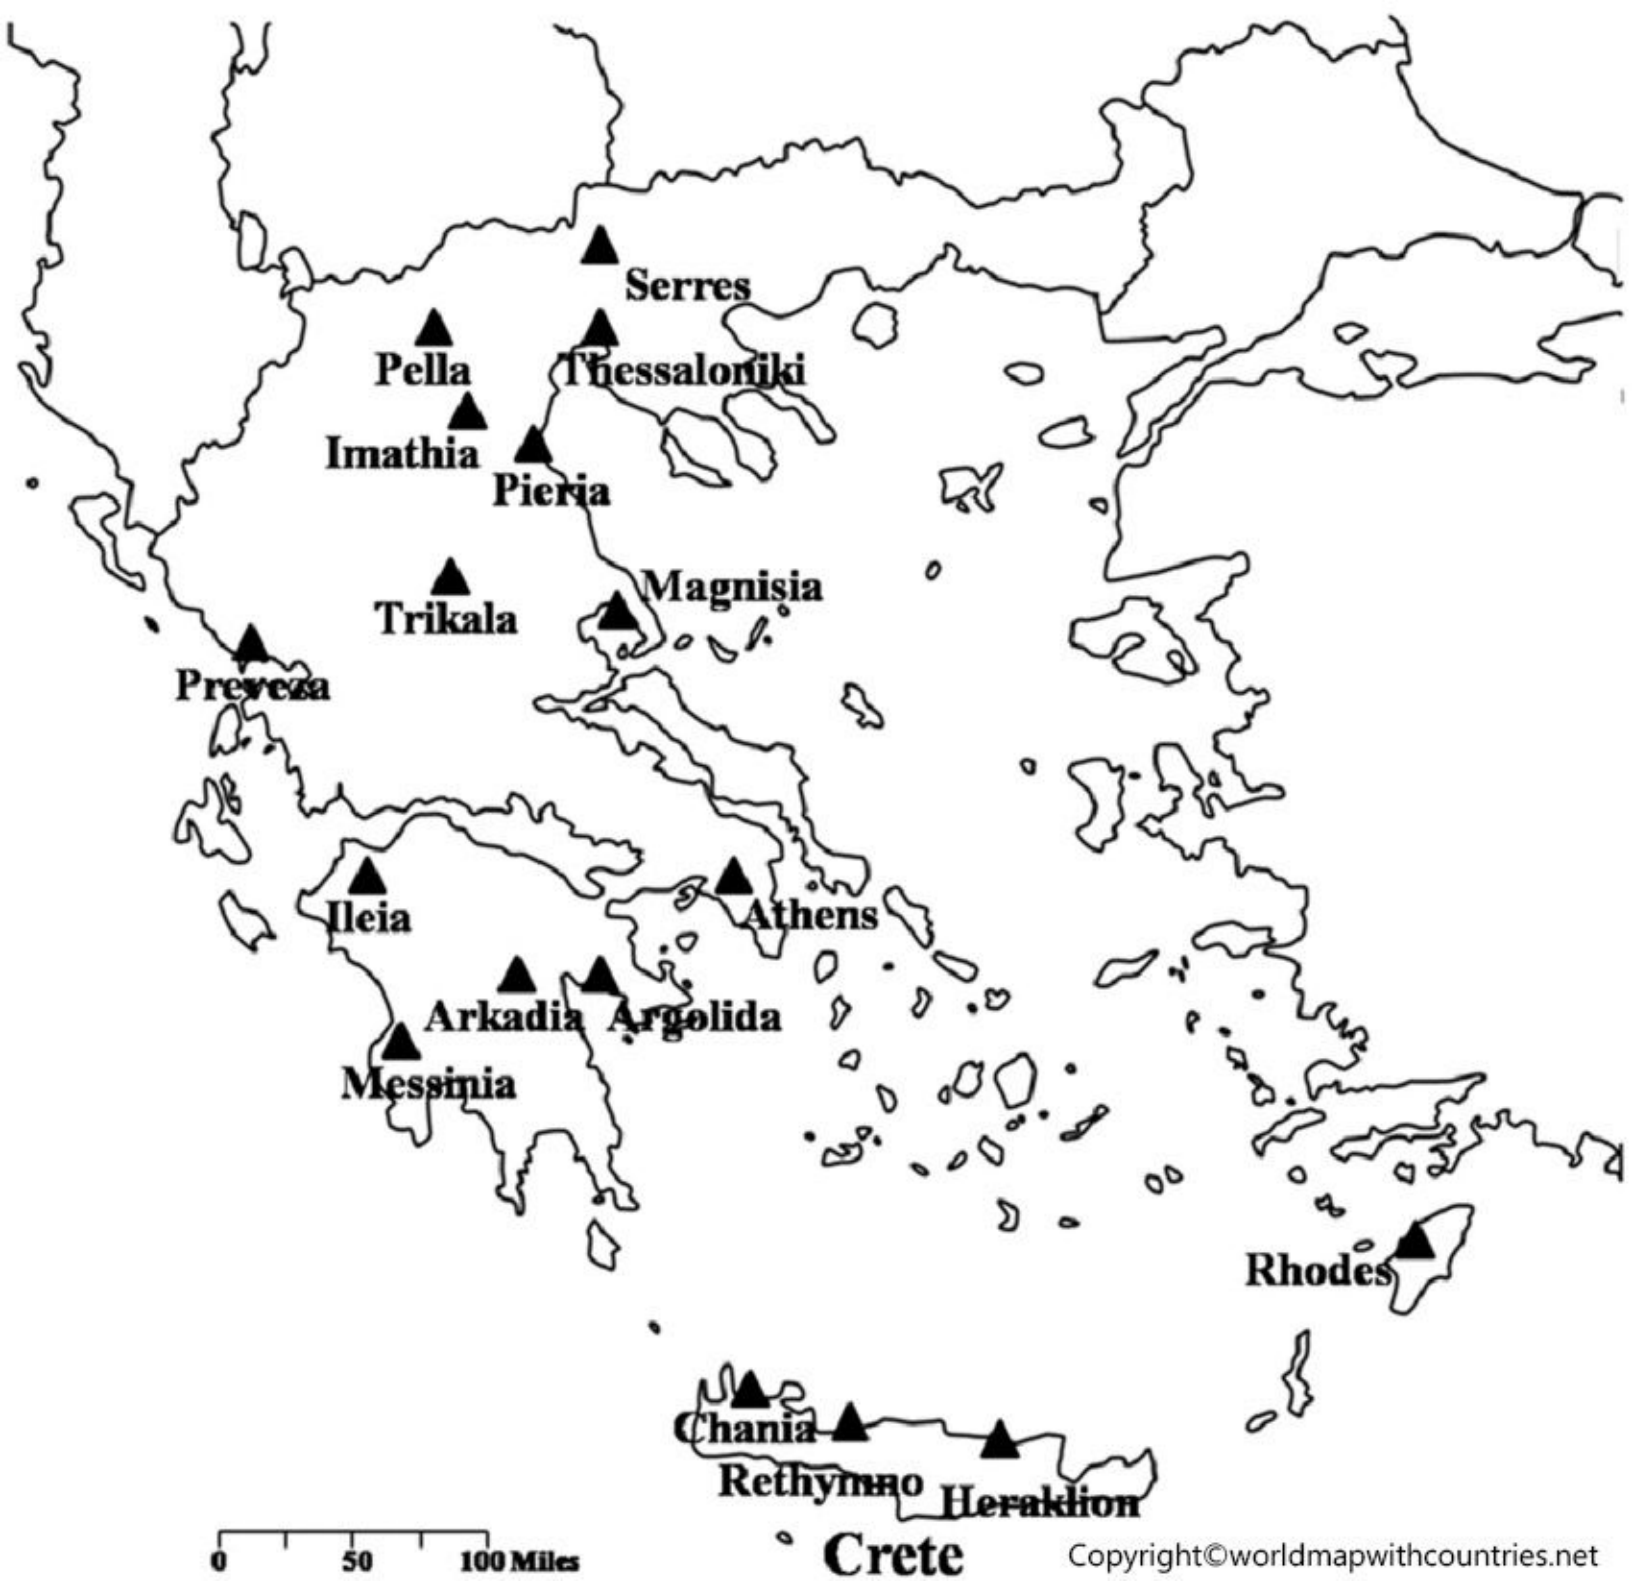 Serres
Pella
Thessaloniki
Imathia
Pieria
Magnisia
Trikala
Preveza
Athens
Ileia
Arkadia
Argolida
Messinia
Rhodes
Chania
Rethymno
Heraklion
Crete
0 50 100 Miles
Copyright©worldmapwithcountries.net